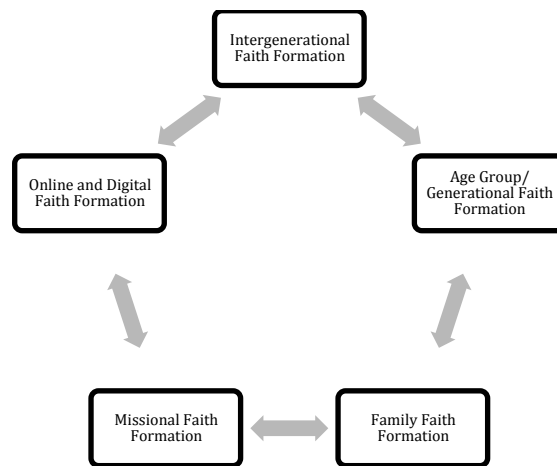 Intergenerational
Faith Formation
Online and Digital
Faith Formation
Age Group/
Generational Faith
Formation
Missional Faith
Formation
Family Faith
Formation